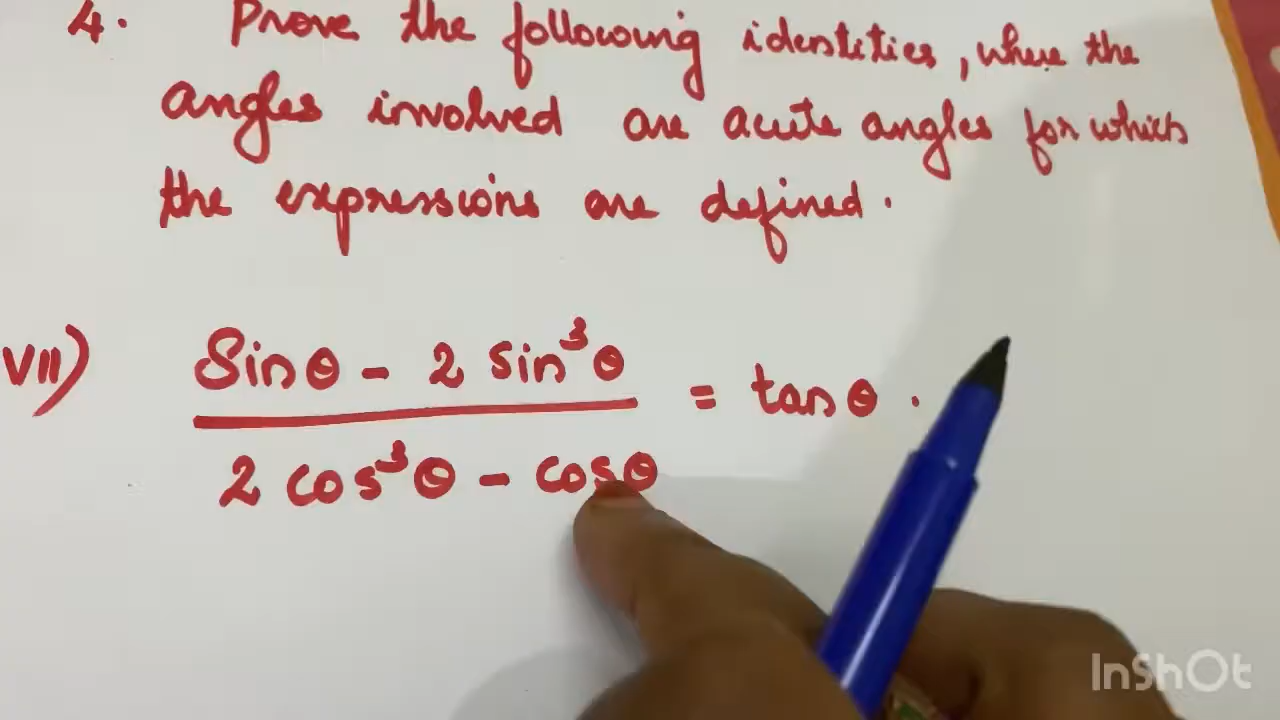 4. Prove the following identities, where the
angles involved are acute angles for which
the expressions are defined.
VII) Sinθ - 2 sin³θ
= tanθ.
2 cos³θ - cosθ
InShOt